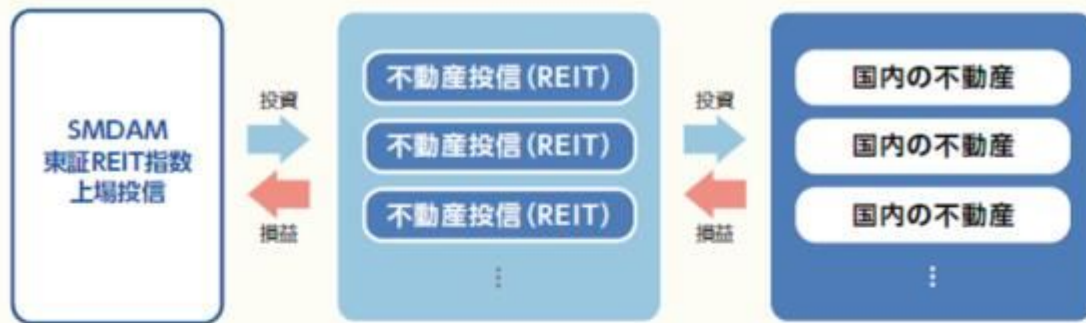 SMDAM
東証REIT指数
上場投信
投資
損益
不動産投信(REIT)
不動産投信(REIT)
不動産投信(REIT)
⋮
投資
損益
国内の不動産
国内の不動産
国内の不動産
⋮